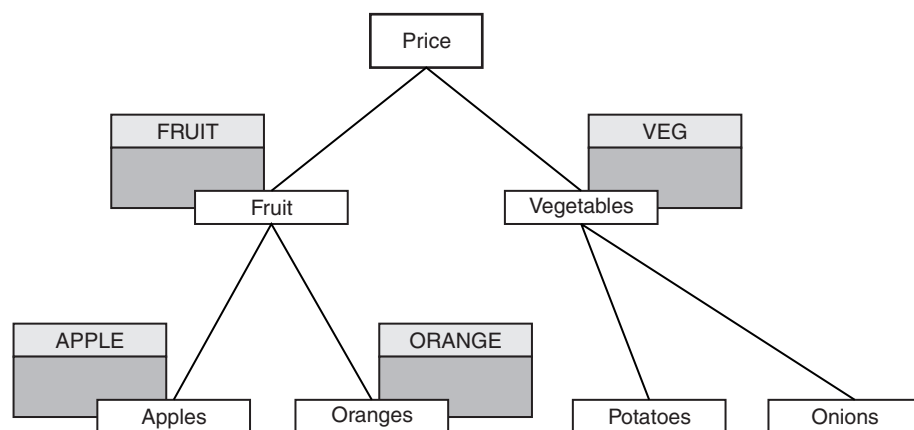 Price
FRUIT
VEG
Fruit
Vegetables
APPLE
ORANGE
Apples
Oranges
Potatoes
Onions